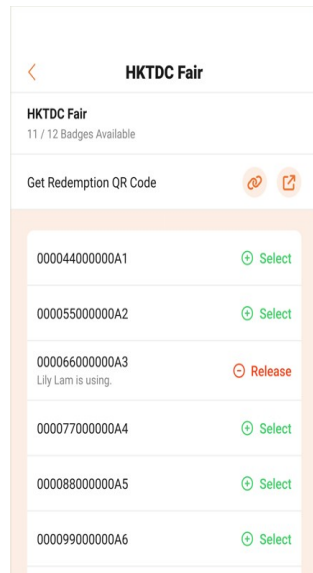 HKTDC Fair
HKTDC Fair
11 / 12 Badges Available
Get Redemption QR Code
000044000000A1 Select
000055000000A2 Select
000066000000A3
Lily Lam is using.
Release
000077000000A4 Select
000088000000A5 Select
000099000000A6 Select